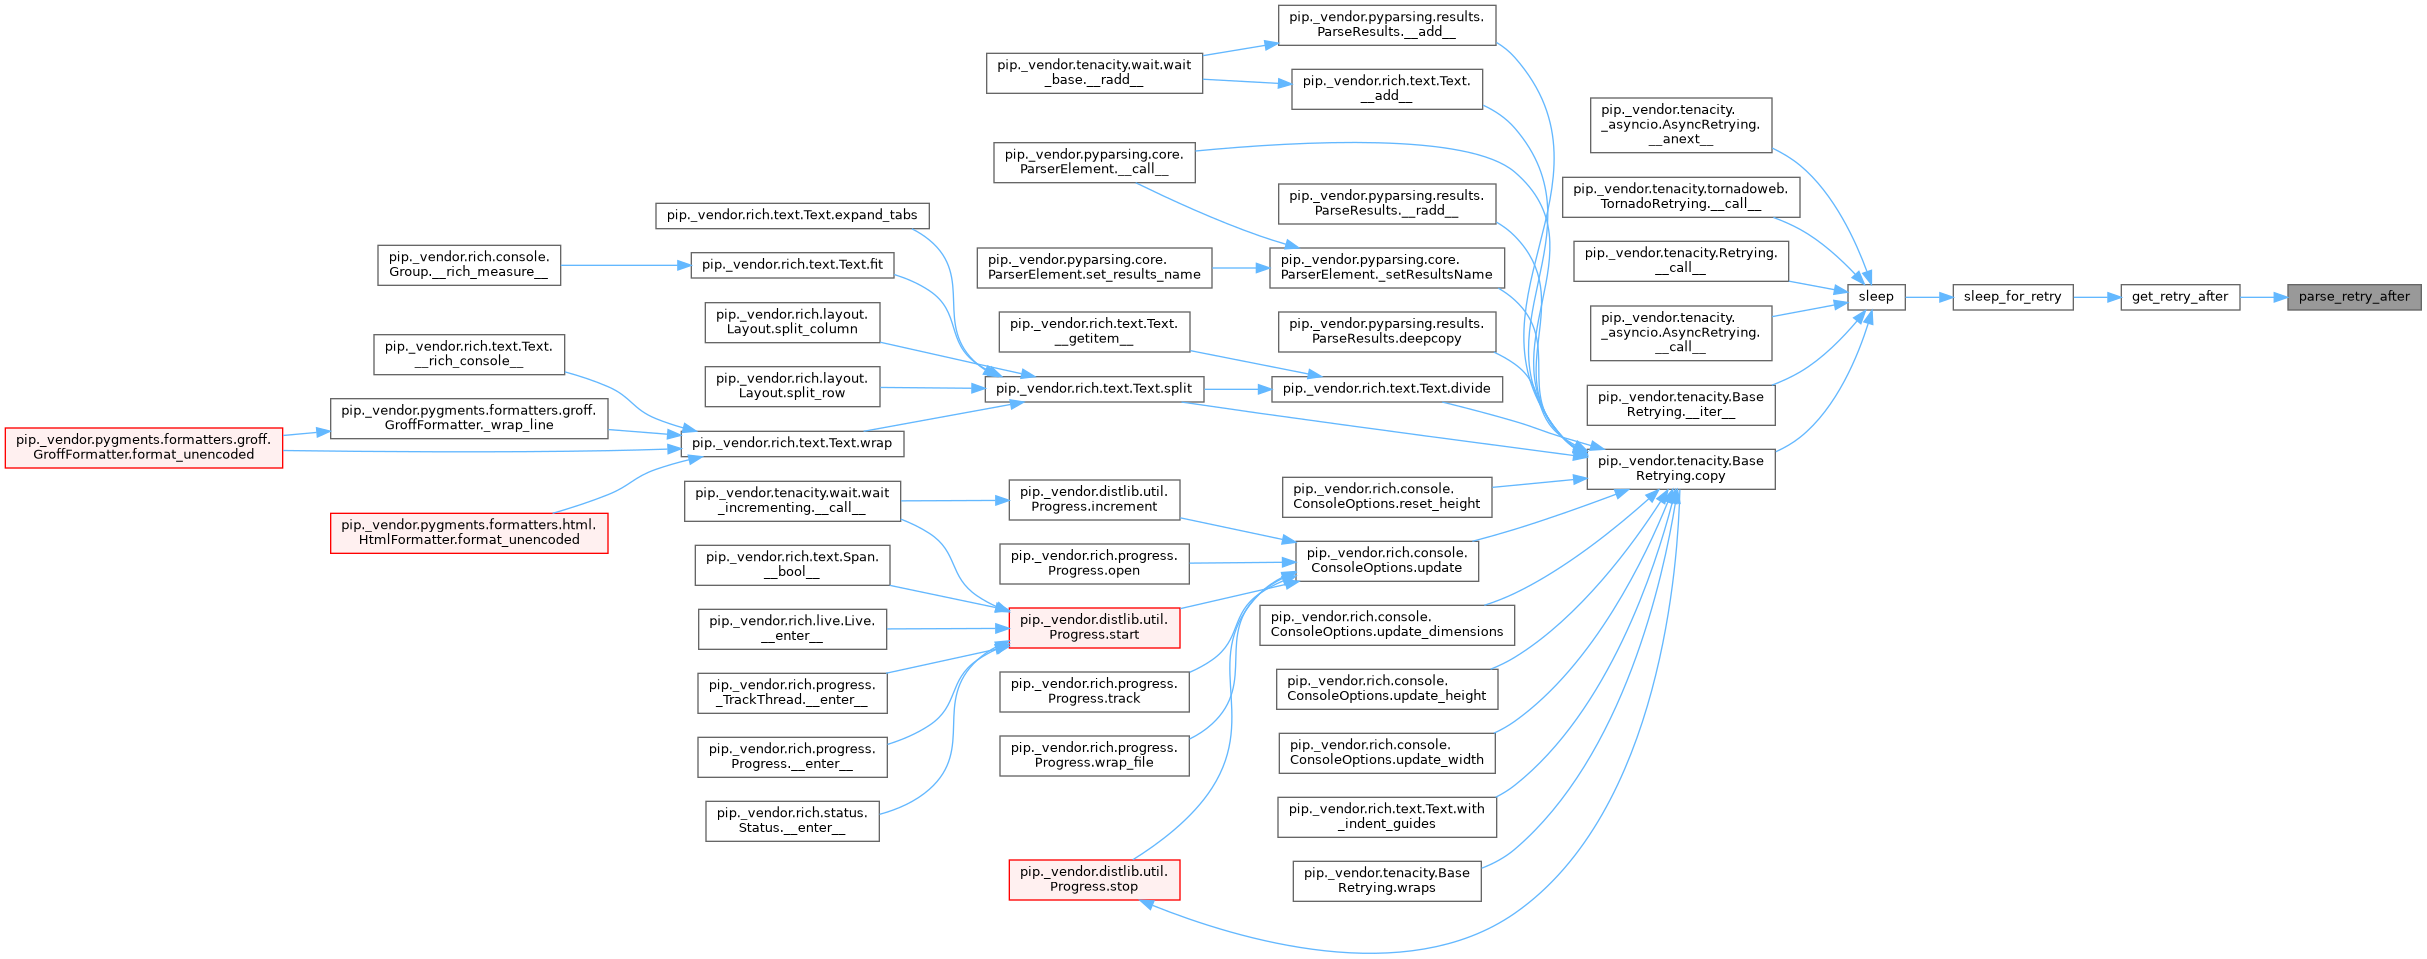 pip._vendor.pyparsing.results.
ParseResults.__add__
pip._vendor.tenacity.wait.wait
_base.__radd__
pip._vendor.rich.text.Text.
__add__
pip._vendor.tenacity.
_asyncio.AsyncRetrying.
__anext__
pip._vendor.pyparsing.core.
ParserElement.__call__
pip._vendor.tenacity.tornadoweb.
TornadoRetrying.__call__
pip._vendor.pyparsing.results.
ParseResults.__radd__
pip._vendor.rich.text.Text.expand_tabs
pip._vendor.rich.console.
Group.__rich_measure__
pip._vendor.rich.text.Text.fit
pip._vendor.pyparsing.core.
ParserElement.set_results_name
pip._vendor.pyparsing.core.
ParserElement._setResultsName
pip._vendor.tenacity.Retrying.
__call__
sleep
sleep_for_retry
get_retry_after
parse_retry_after
pip._vendor.rich.layout.
Layout.split_column
pip._vendor.rich.text.Text.
__getitem__
pip._vendor.pyparsing.results.
ParseResults.deepcopy
pip._vendor.tenacity.
_asyncio.AsyncRetrying.
__call__
pip._vendor.rich.text.Text.
__rich_console__
pip._vendor.rich.layout.
Layout.split_row
pip._vendor.rich.text.Text.split
pip._vendor.rich.text.Text.divide
pip._vendor.tenacity.Base
Retrying.__iter__
pip._vendor.pygments.formatters.groff.
GroffFormatter._wrap_line
pip._vendor.pygments.formatters.groff.
GroffFormatter.format_unencoded
pip._vendor.rich.text.Text.wrap
pip._vendor.tenacity.Base
Retrying.copy
pip._vendor.tenacity.wait.wait
_incrementing.__call__
pip._vendor.distlib.util.
Progress.increment
pip._vendor.rich.console.
ConsoleOptions.reset_height
pip._vendor.pygments.formatters.html.
HtmlFormatter.format_unencoded
pip._vendor.rich.text.Span.
__bool__
pip._vendor.rich.progress.
Progress.open
pip._vendor.rich.console.
ConsoleOptions.update
pip._vendor.rich.live.Live.
__enter__
pip._vendor.distlib.util.
Progress.start
pip._vendor.rich.console.
ConsoleOptions.update_dimensions
pip._vendor.rich.progress.
_TrackThread.__enter__
pip._vendor.rich.progress.
Progress.track
pip._vendor.rich.console.
ConsoleOptions.update_height
pip._vendor.rich.progress.
Progress.__enter__
pip._vendor.rich.progress.
Progress.wrap_file
pip._vendor.rich.console.
ConsoleOptions.update_width
pip._vendor.rich.status.
Status.__enter__
pip._vendor.rich.text.Text.with
_indent_guides
pip._vendor.distlib.util.
Progress.stop
pip._vendor.tenacity.Base
Retrying.wraps